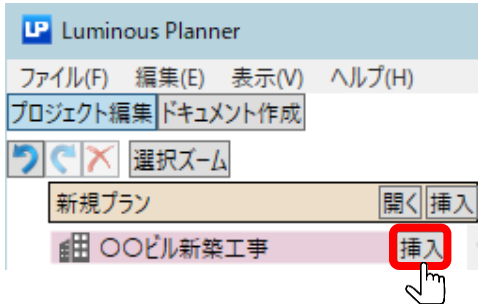 LP Luminous Planner
ファイル(F) 編集(E) 表示(V) ヘルプ(H)
プロジェクト編集 ドキュメント作成
選択ズーム
新規プラン 開く 挿入
〇〇ビル新築工事 挿入